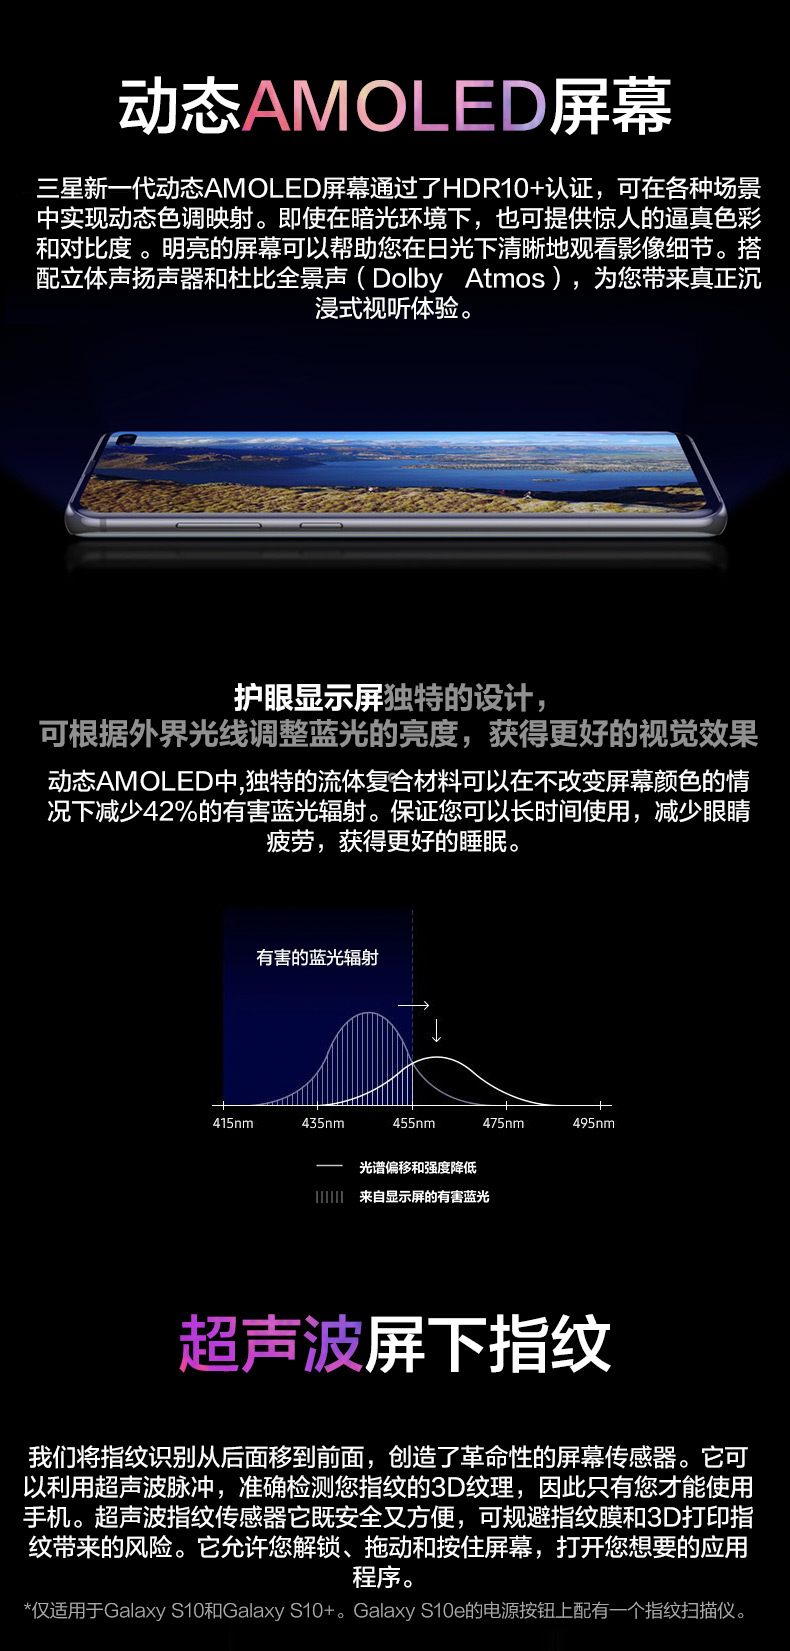 动态AMOLED屏幕
三星新一代动态AMOLED屏幕通过了HDR10+认证，可在各种场景
中实现动态色调映射。即使在暗光环境下，也可提供惊人的逼真色彩
和对比度 。明亮的屏幕可以帮助您在日光下清晰地观看影像细节。搭
配立体声扬声器和杜比全景声（Dolby Atmos），为您带来真正沉
浸式视听体验。
护眼显示屏独特的设计，
可根据外界光线调整蓝光的亮度，获得更好的视觉效果
动态AMOLED中,独特的流体复合材料可以在不改变屏幕颜色的情
况下减少42%的有害蓝光辐射。保证您可以长时间使用，减少眼睛
疲劳，获得更好的睡眠。
有害的蓝光辐射
415nm 435nm 455nm 475nm 495nm
光谱偏移和强度降低
来自显示屏的有害蓝光
超声波屏下指纹
我们将指纹识别从后面移到前面，创造了革命性的屏幕传感器。它可
以利用超声波脉冲，准确检测您指纹的3D纹理，因此只有您才能使用
手机。超声波指纹传感器它既安全又方便，可规避指纹膜和3D打印指
纹带来的风险。它允许您解锁、拖动和按住屏幕，打开您想要的应用
程序。
*仅适用于Galaxy S10和Galaxy S10+。Galaxy S10e的电源按钮上配有一个指纹扫描仪。